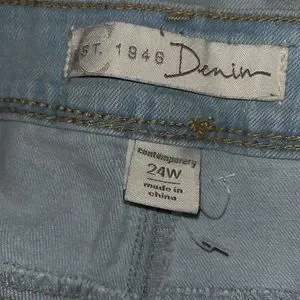 ST. 1946 Denim
contemporary
24W
made in
china